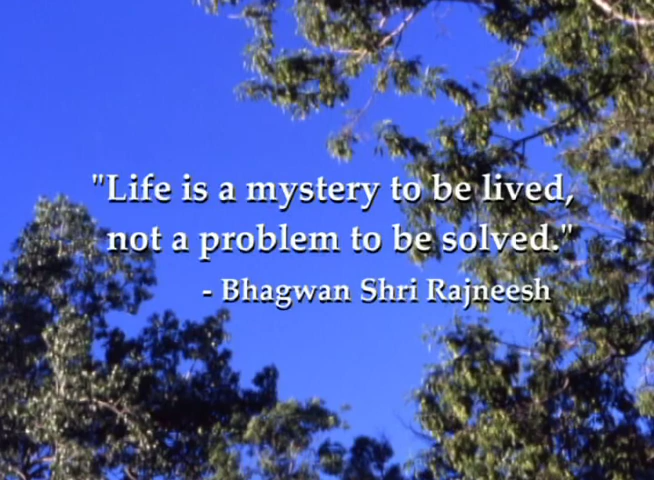 "Life is a mystery to be lived,
not a problem to be solved."
- Bhagwan Shri Rajneesh